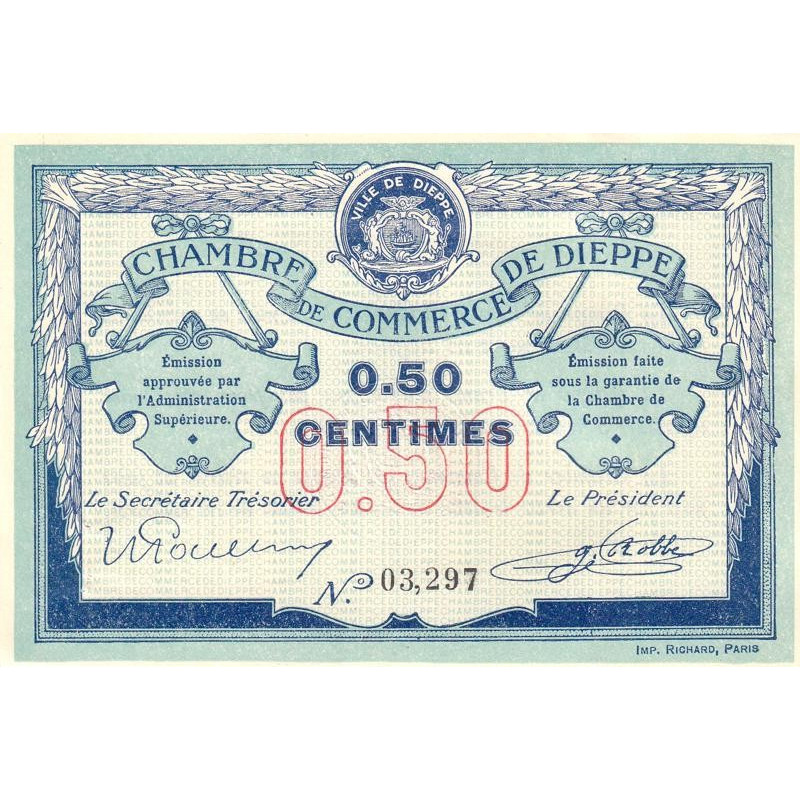 VILLE DE DIEPPE
CHAMBRE DE COMMERCE DE DIEPPE
Émission
approuvée par
l'Administration
Supérieure.
0.50
CENTIMES
0.50
Émission faite
sous la garantie de
la Chambre de
Commerce.
Le Secrétaire Trésorier
Le Président
No. 03,297
IMP. RICHARD, PARIS